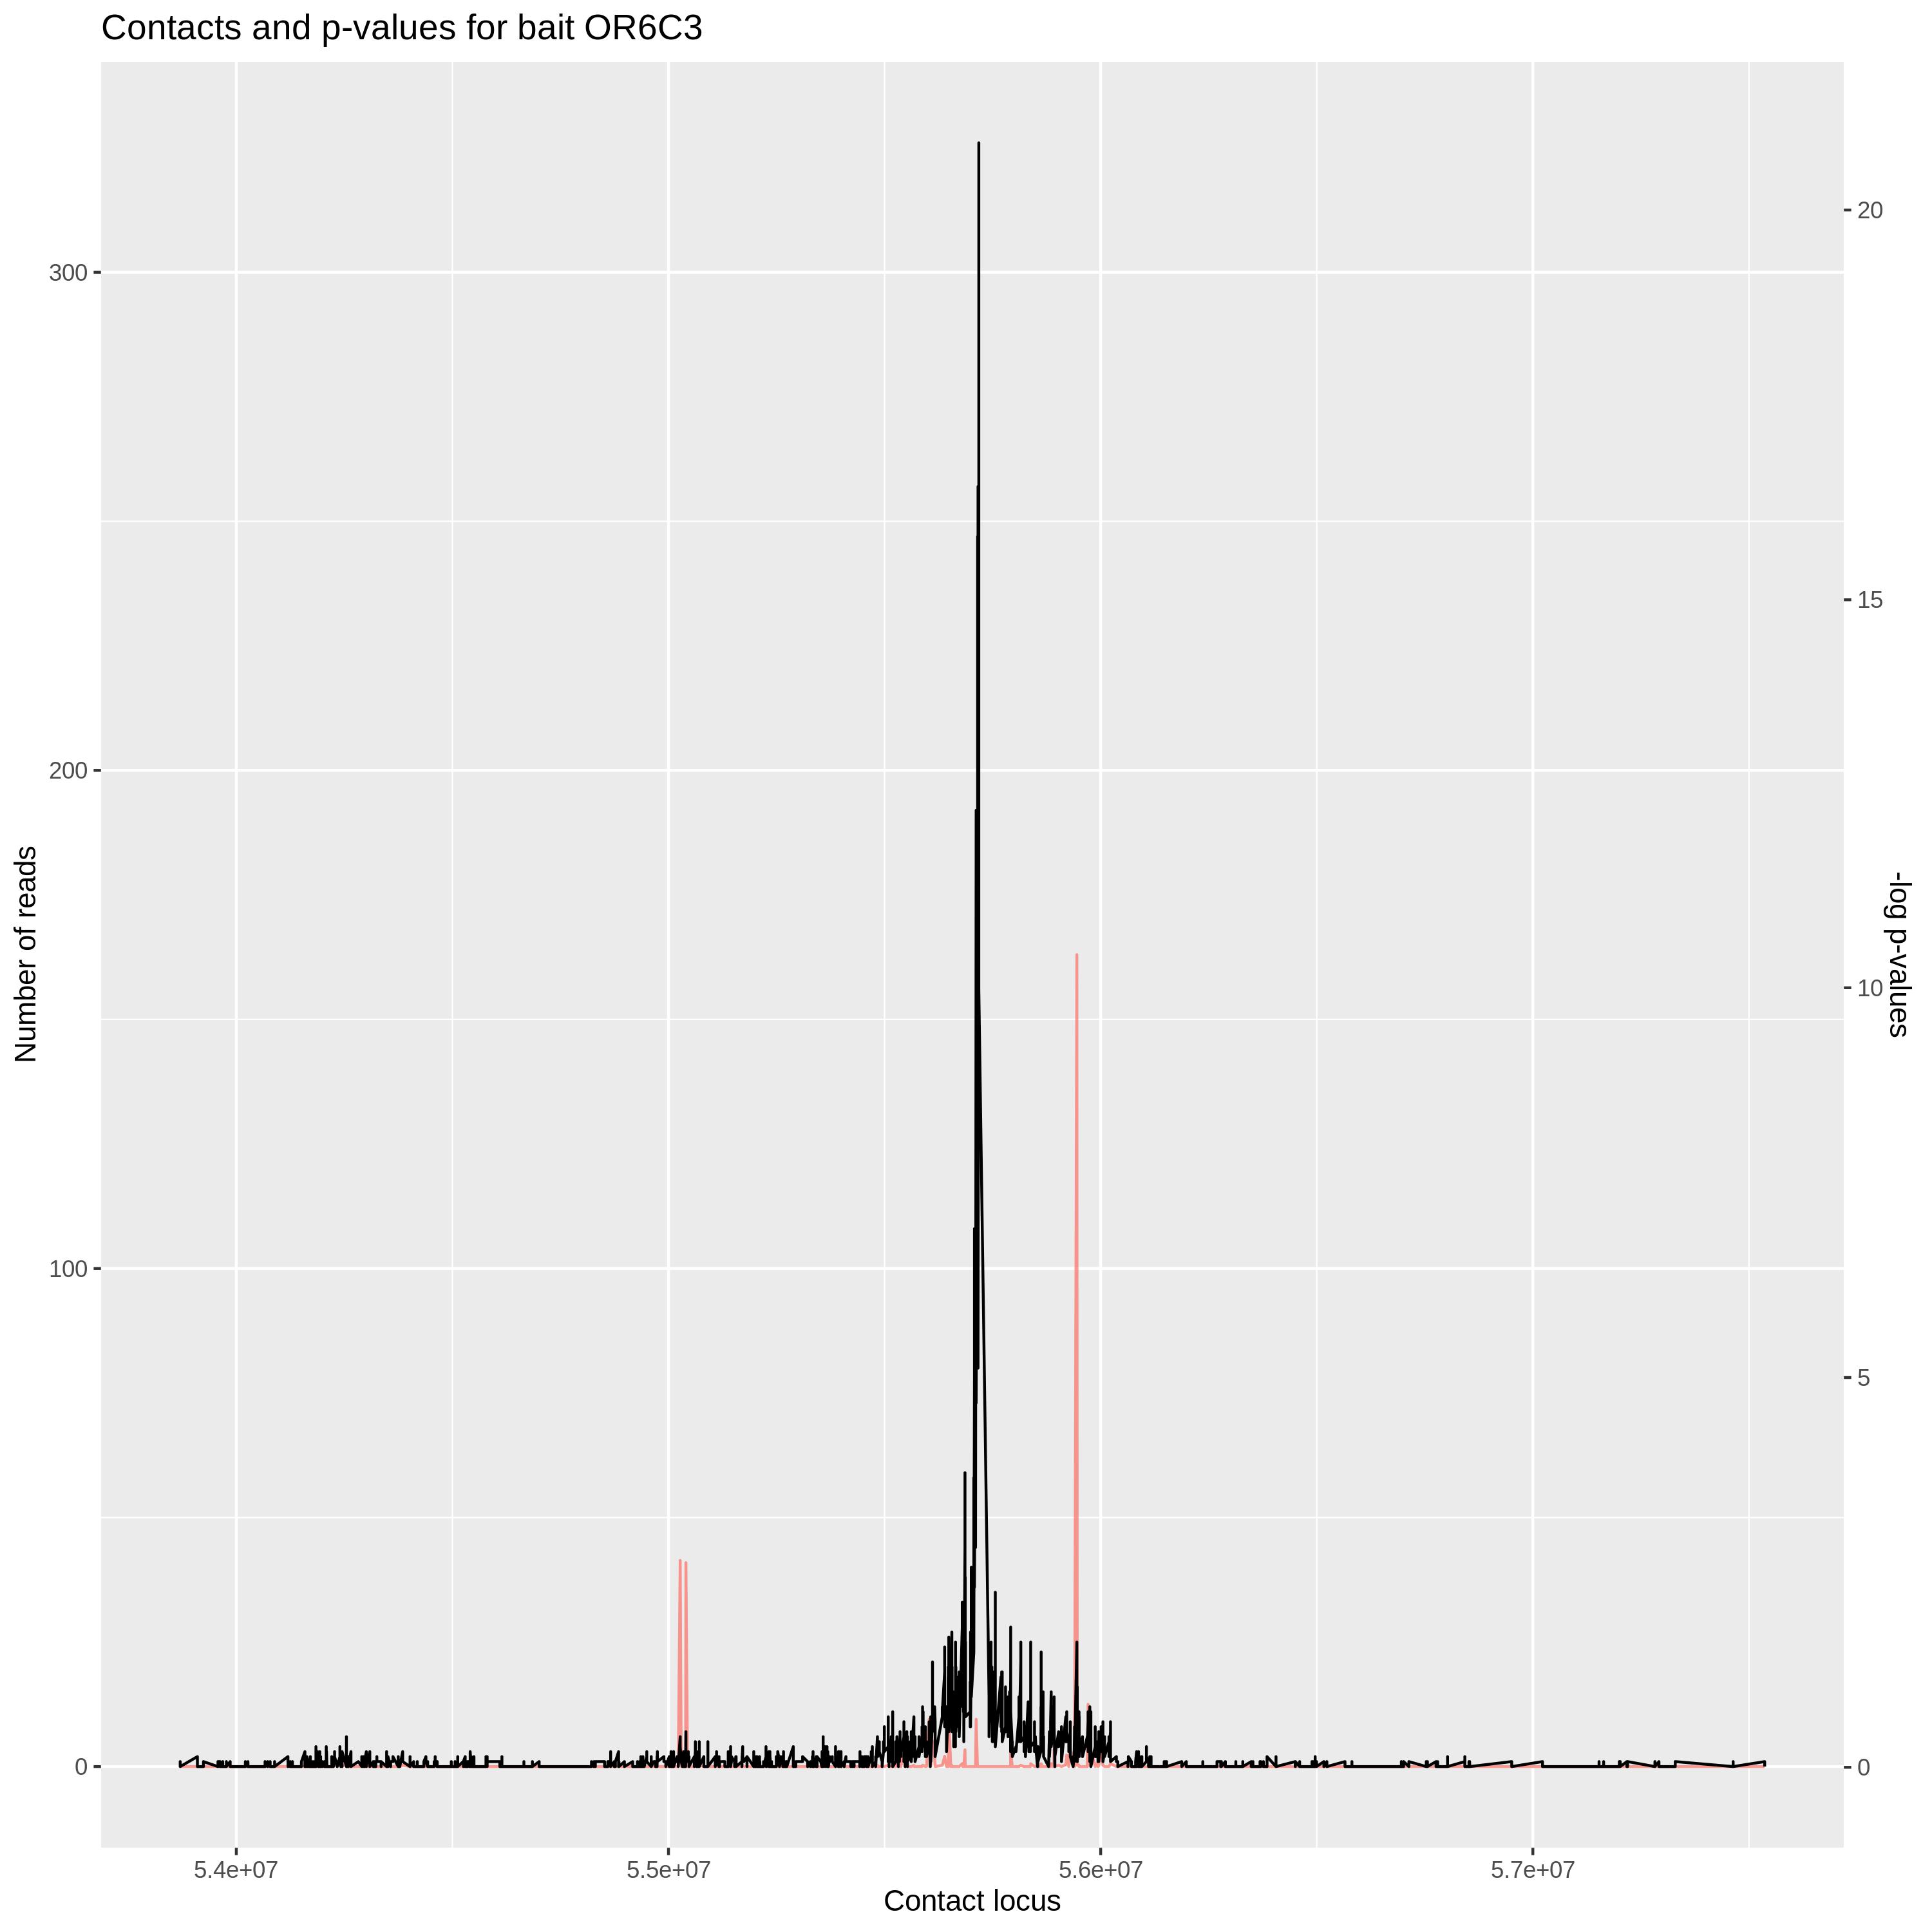 Contacts and p-values for bait OR6C3
300
200
100
0
20
15
10
5
0
Number of reads
-log p-values
5.4e+07
5.5e+07
5.6e+07
5.7e+07
Contact locus